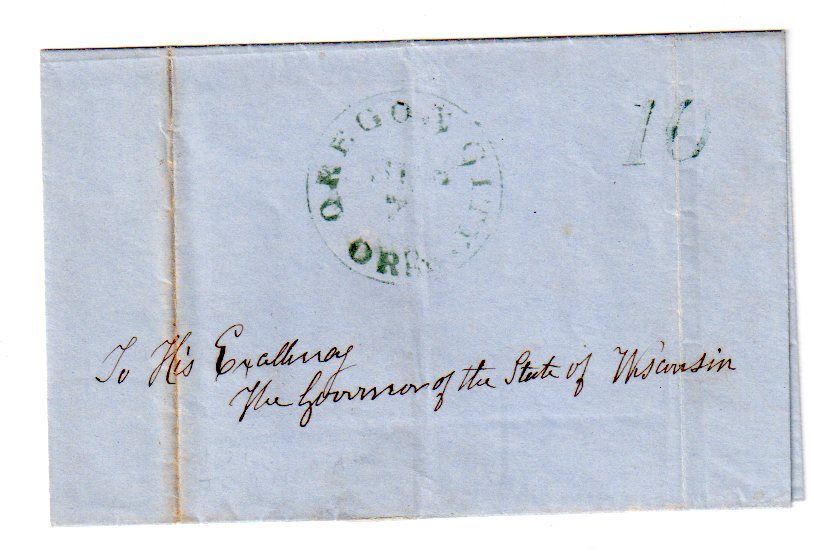 OREGON CITY
ORE
10
To His Excellency
The Governor of the State of Wisconsin